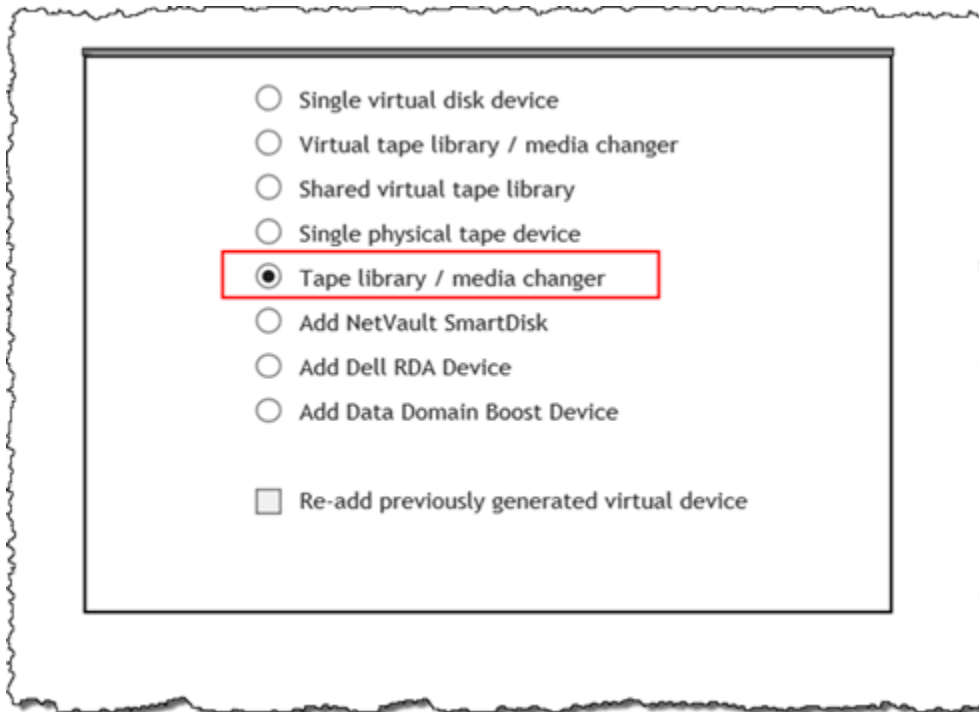 Single virtual disk device
Virtual tape library / media changer
Shared virtual tape library
Single physical tape device
Tape library / media changer
Add NetVault SmartDisk
Add Dell RDA Device
Add Data Domain Boost Device
Re-add previously generated virtual device